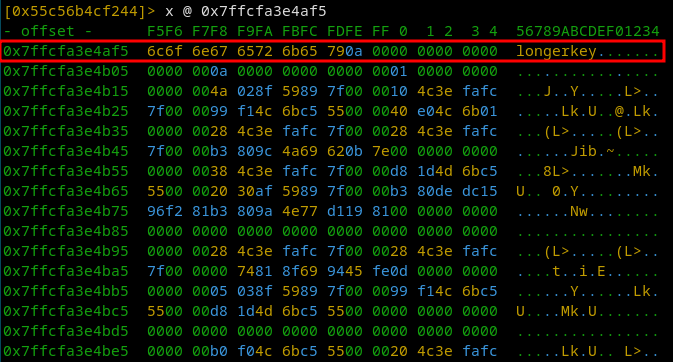 [0x55c56b4cf244]> x @ 0x7ffcfa3e4af5
- offset -   F5F6 F7F8 F9FA FBFC FDFE FF 0  1 2  3 4  56789ABCDEF01234
0x7ffcfa3e4af5  6c6f 6e67 6572 6b65 790a 0000 0000 0000  longerkey.......
0x7ffcfa3e4b05  0000 000a 0000 0000 0001 0000 0000 0000  ................
0x7ffcfa3e4b15  0000 004a 028f 5989 7f00 0010 4c3e fafc  ...J..Y.....L>..
0x7ffcfa3e4b25  7f00 0099 f14c 6bc5 5500 0040 e04c 6b01  .....Lk.U..@.Lk.
0x7ffcfa3e4b35  0000 0028 4c3e fafc 7f00 0028 4c3e fafc  ...(L>.....(L>..
0x7ffcfa3e4b45  7f00 00b3 809c 4a69 620b 7e00 0000 0000  ......Jib.~.....
0x7ffcfa3e4b55  0000 0038 4c3e fafc 7f00 00d8 1d4d 6bc5  ...8L>.......Mk.
0x7ffcfa3e4b65  5500 0020 30af 5989 7f00 00b3 80de dc15  U.. 0.Y.........
0x7ffcfa3e4b75  96f2 81b3 809a 4e77 d119 8100 0000 0000  ......Nw........
0x7ffcfa3e4b85  0000 0000 0000 0000 0000 0000 0000 0000  ................
0x7ffcfa3e4b95  0000 0028 4c3e fafc 7f00 0028 4c3e fafc  ...(L>.....(L>..
0x7ffcfa3e4ba5  7f00 0000 7481 8f69 9445 fe0d 0000 0000  ....t..i.E......
0x7ffcfa3e4bb5  0000 0005 038f 5989 7f00 0099 f14c 6bc5  ......Y......Lk.
0x7ffcfa3e4bc5  5500 00d8 1d4d 6bc5 5500 0000 0000 0000  U....Mk.U.......
0x7ffcfa3e4bd5  0000 0000 0000 0000 0000 0000 0000 0000  ................
0x7ffcfa3e4be5  0000 00b0 f04c 6bc5 5500 0020 4c3e fafc  .....Lk.U.. L>..